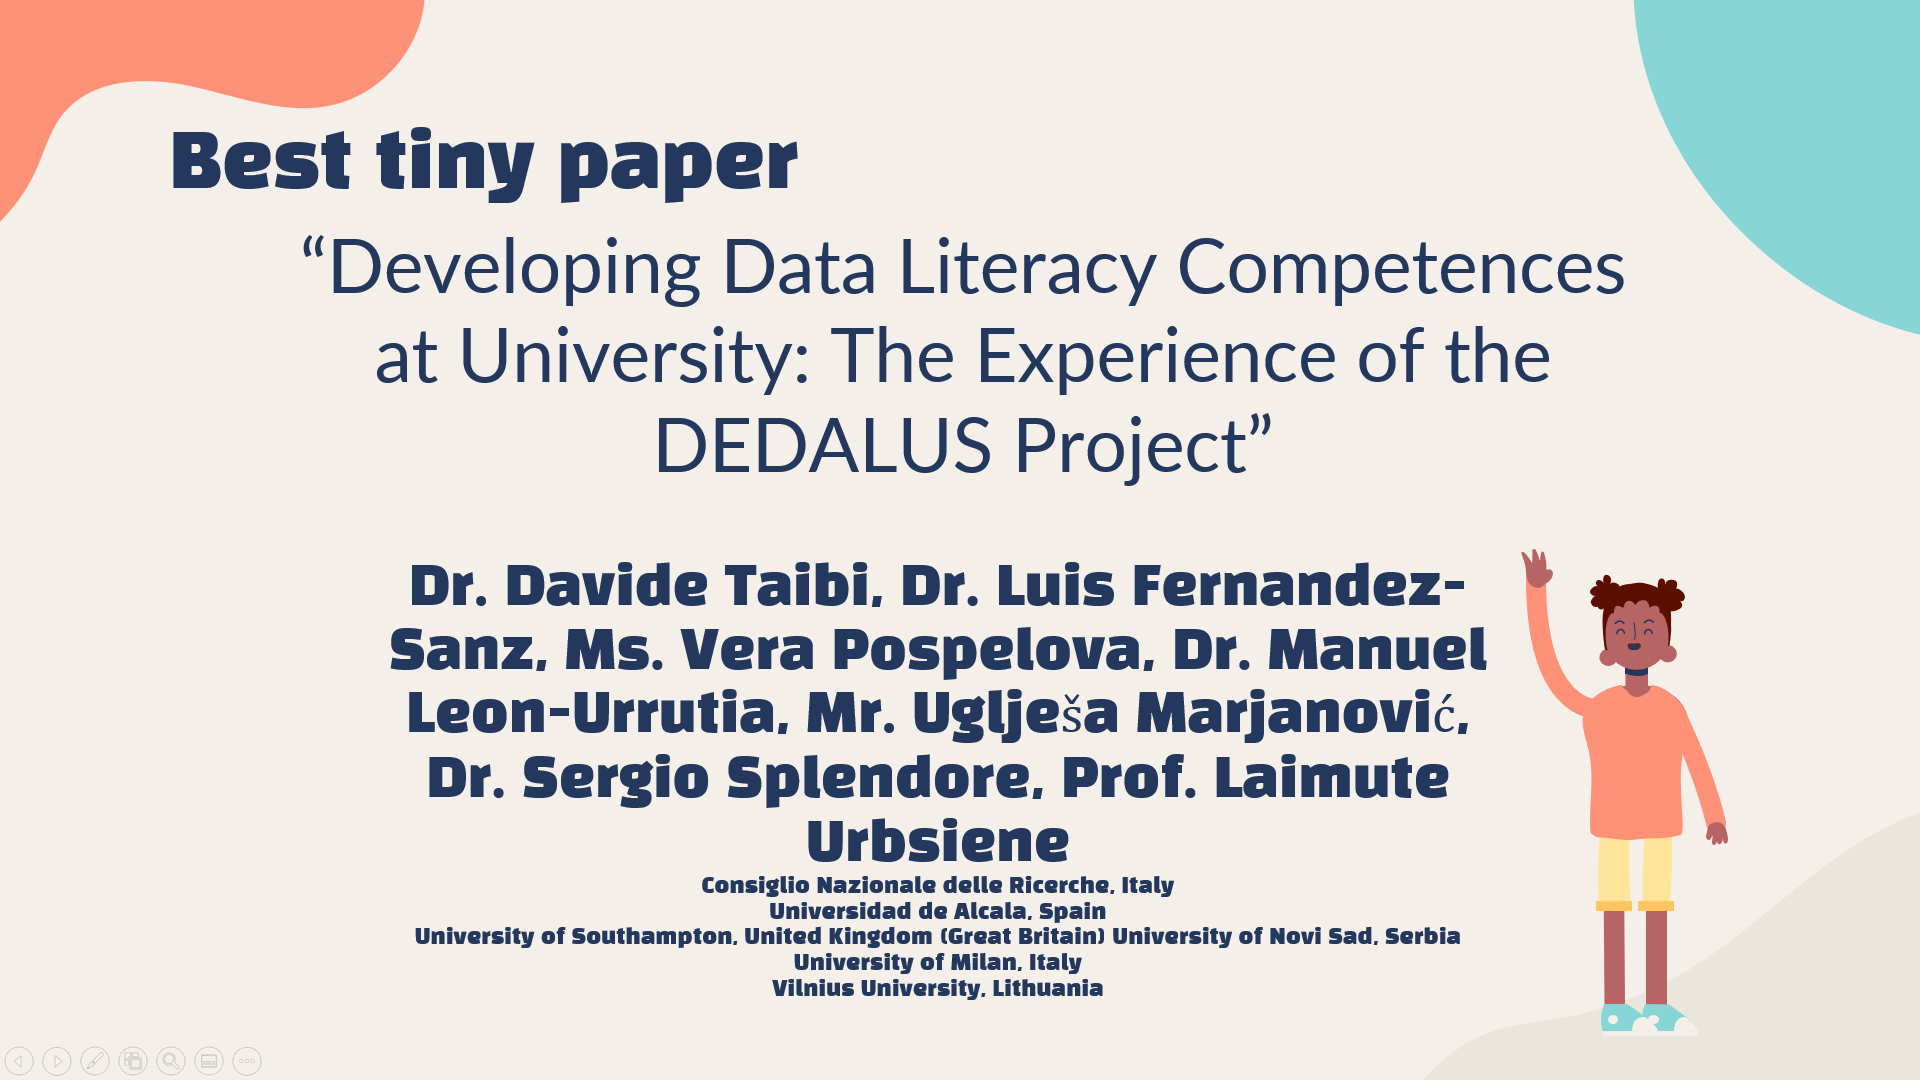 Best tiny paper
“Developing Data Literacy Competences
at University: The Experience of the
DEDALUS Project”
Dr. Davide Taibi, Dr. Luis Fernandez-
Sanz, Ms. Vera Pospelova, Dr. Manuel
Leon-Urrutia, Mr. Uglješa Marjanović,
Dr. Sergio Splendore, Prof. Laimute
Urbsiene
Consiglio Nazionale delle Ricerche, Italy
Universidad de Alcala, Spain
University of Southampton, United Kingdom (Great Britain) University of Novi Sad, Serbia
University of Milan, Italy
Vilnius University, Lithuania